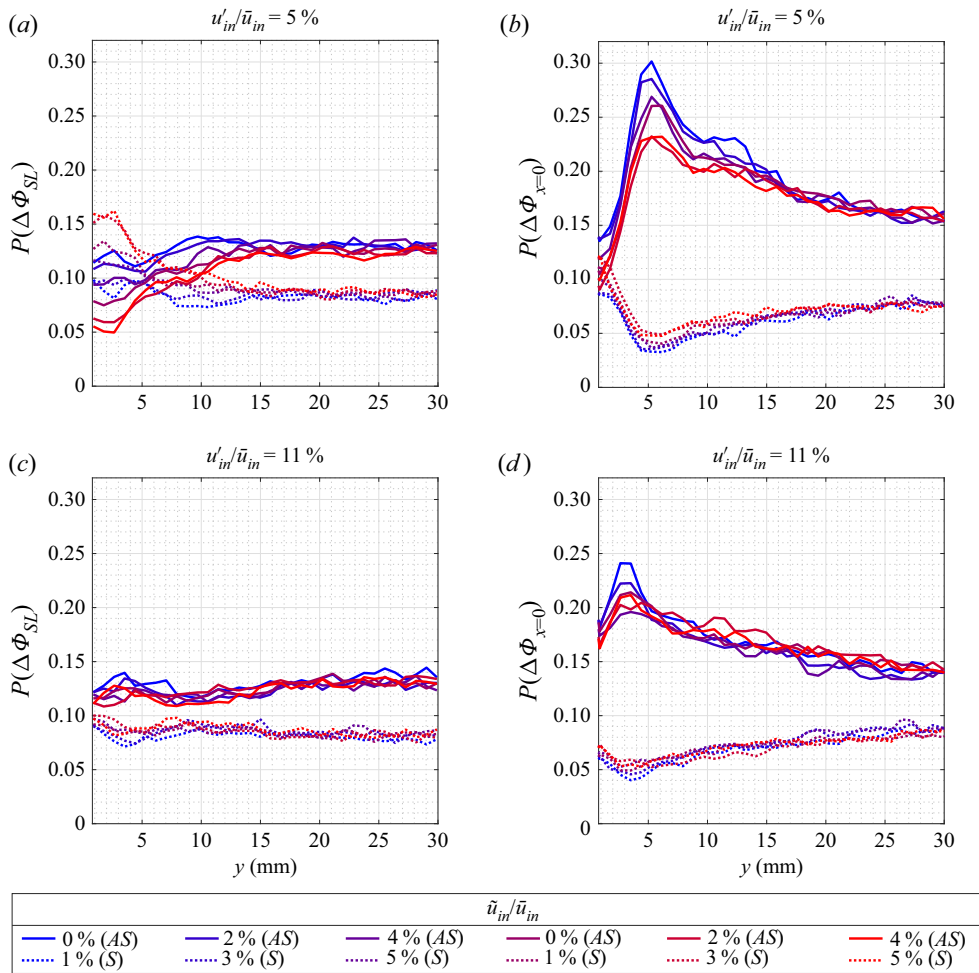 (a) u′in/ūin = 5 % (b) u′in/ūin = 5 %
0.30 0.30
0.25 0.25
0.20 0.20
P(ΔΦSL) P(ΔΦx=0)
0.15 0.15
0.10 0.10
0.05 0.05
0 0
5 10 15 20 25 30 5 10 15 20 25 30
(c) u′in/ūin = 11 % (d) u′in/ūin = 11 %
0.30 0.30
0.25 0.25
0.20 0.20
P(ΔΦSL) P(ΔΦx=0)
0.15 0.15
0.10 0.10
0.05 0.05
0 0
5 10 15 20 25 30 5 10 15 20 25 30
y (mm) y (mm)
ũin/ūin
0 % (AS) 2 % (AS) 4 % (AS) 0 % (AS) 2 % (AS) 4 % (AS)
1 % (S) 3 % (S) 5 % (S) 1 % (S) 3 % (S) 5 % (S)